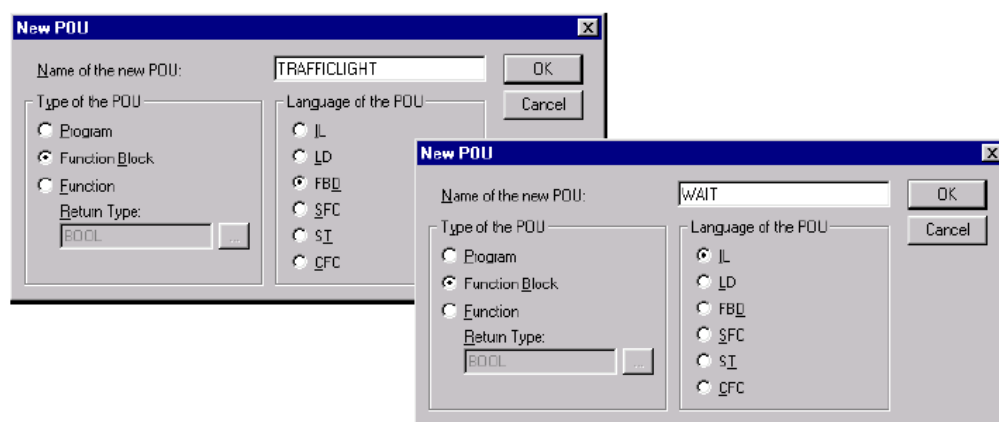 New POU
Name of the new POU:
TRAFFICLIGHT
OK
Cancel
Type of the POU
Program
Function Block
Function
Return Type:
BOOL
...
Language of the POU
IL
LD
FBD
SFC
ST
CFC
New POU
Name of the new POU:
WAIT
OK
Cancel
Type of the POU
Program
Function Block
Function
Return Type:
BOOL
...
Language of the POU
IL
LD
FBD
SFC
ST
CFC